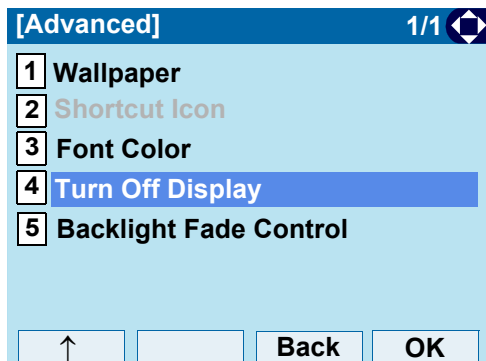 [Advanced] 1/1
1 Wallpaper
2 Shortcut Icon
3 Font Color
4 Turn Off Display
5 Backlight Fade Control
↑ Back OK